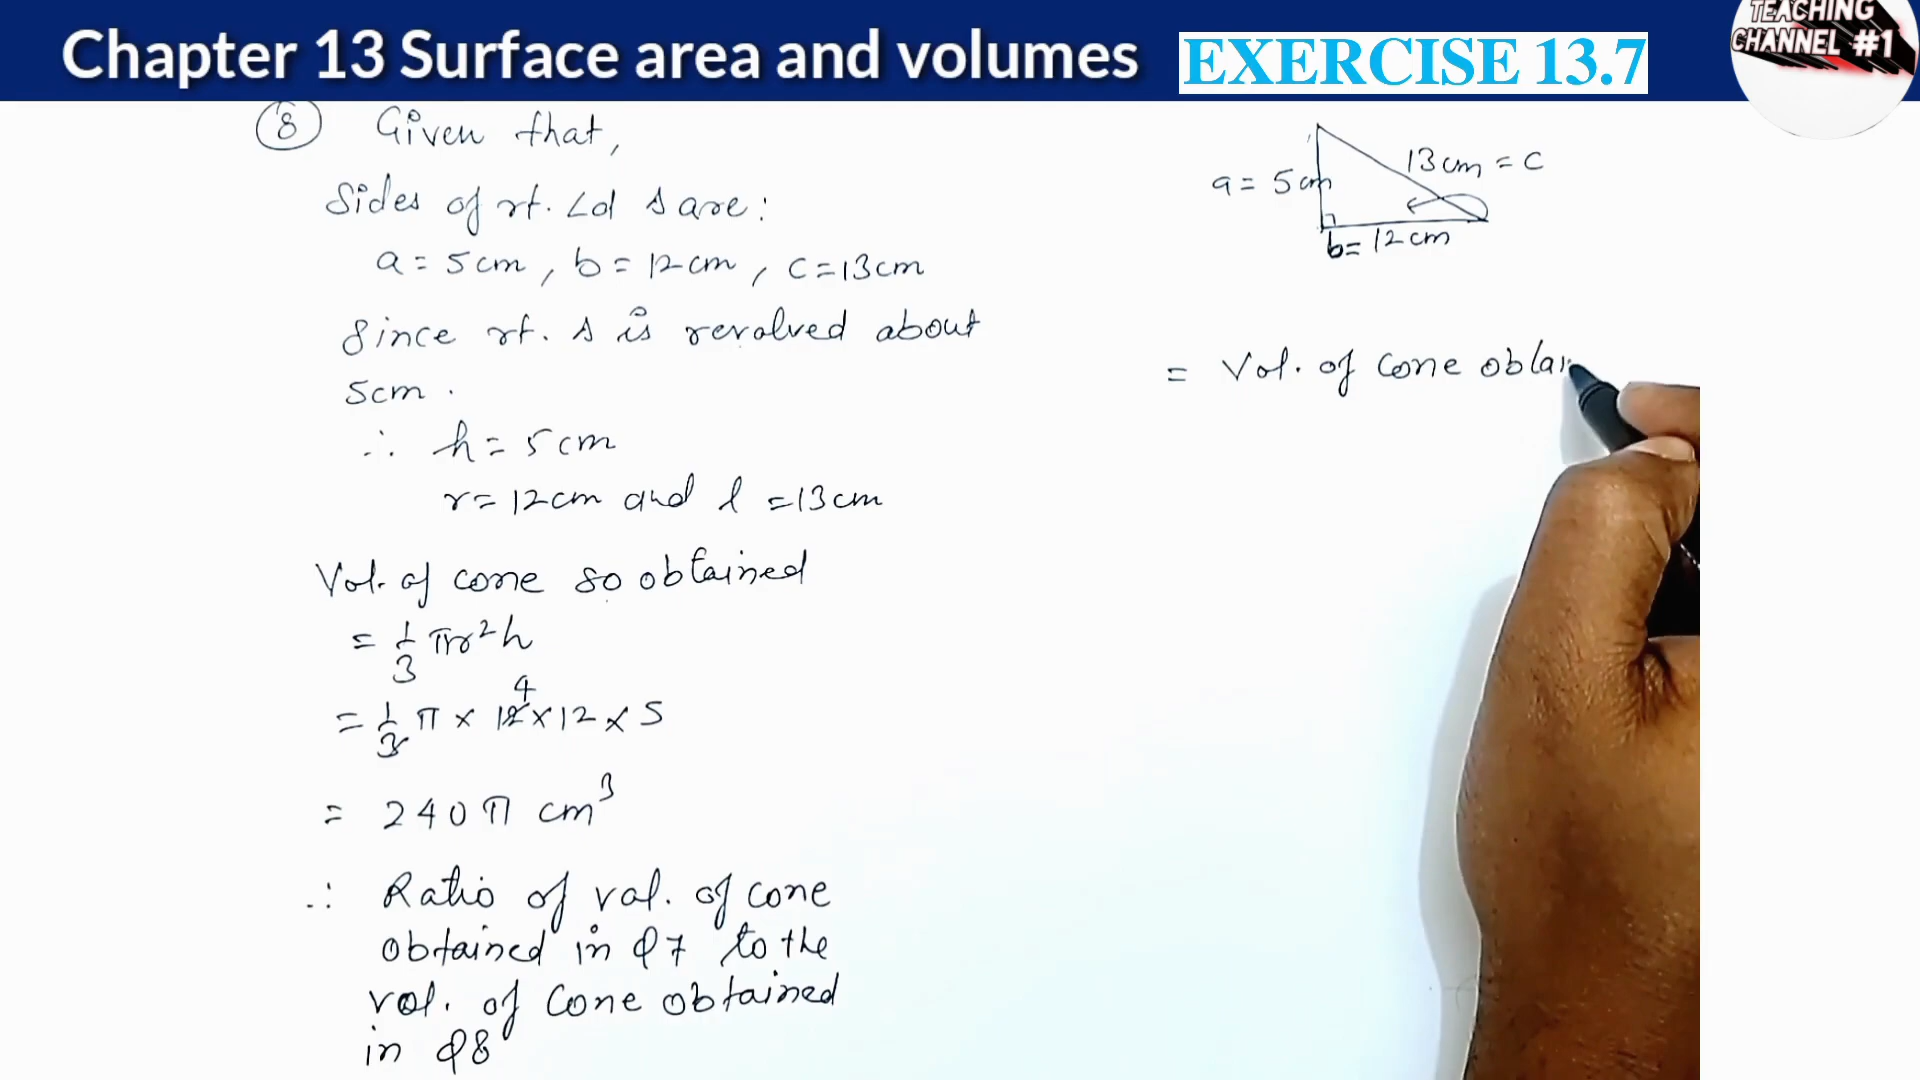 Chapter 13 Surface area and volumes EXERCISE 13.7
TEACHING
CHANNEL #1
⑧ Given that,
Sides of rt. ∠d Δ are:
a = 5cm, b = 12cm, c = 13cm
Since rt. Δ is revolved about
5cm.
∴ h = 5cm
r = 12cm and l = 13cm
Vol. of cone so obtained
= 1/3 πr²h
= 1/3 π × 12 4 × 12 × 5
= 240π cm³
∴ Ratio of vol. of cone
obtained in Q7 to the
vol. of cone obtained
in Q8
a = 5cm
13cm = c
b = 12cm
= Vol. of cone obtai